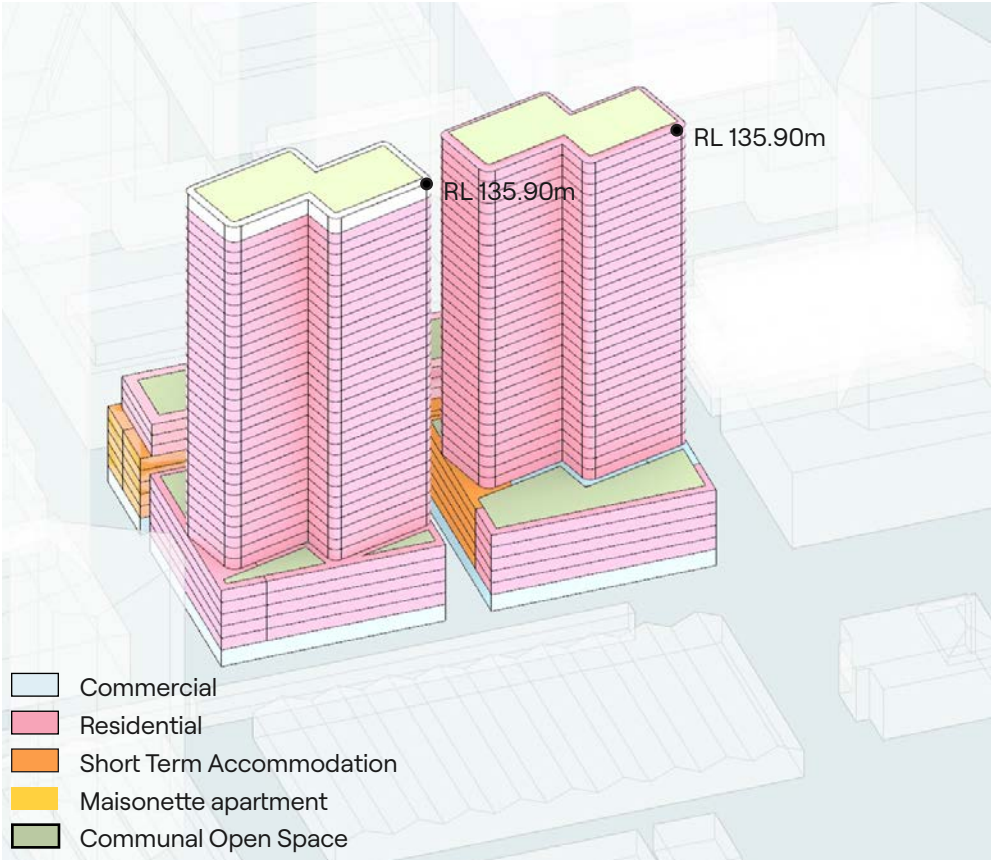 RL 135.90m
RL 135.90m
Commercial
Residential
Short Term Accommodation
Maisonette apartment
Communal Open Space